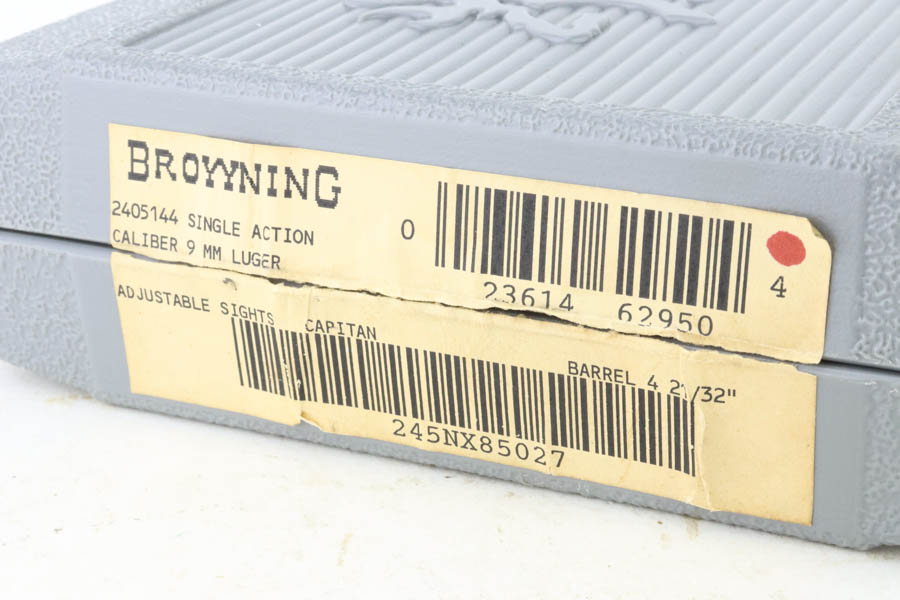 BROWNING
2405144 SINGLE ACTION
CALIBER 9 MM LUGER
0 23614 62950 4
ADJUSTABLE SIGHTS CAPITAN
BARREL 4 21/32"
245NX85027